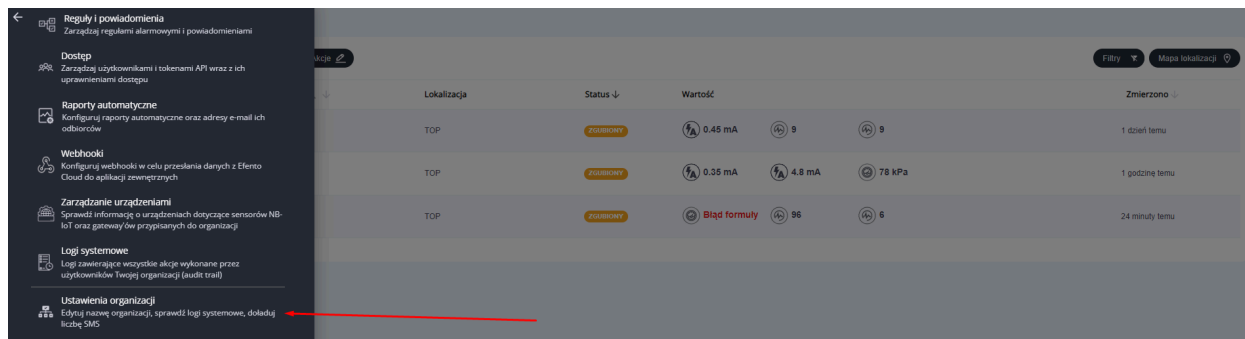 Reguły i powiadomienia
Zarządzaj regułami alarmowymi i powiadomieniami
Dostęp
Zarządzaj użytkownikami i tokenami API wraz z ich
uprawnieniami dostępu
Raporty automatyczne
Konfiguruj raporty automatyczne oraz adresy e-mail ich
odbiorców
Webhooki
Konfiguruj webhooki w celu przesłania danych z Efento
Cloud do aplikacji zewnętrznych
Zarządzanie urządzeniami
Sprawdź informację o urządzeniach dotyczące sensorów NB-
IoT oraz gateway'ów przypisanych do organizacji
Logi systemowe
Logi zawierające wszystkie akcje wykonane przez
użytkowników Twojej organizacji (audit trail)
Ustawienia organizacji
Edytuj nazwę organizacji, sprawdź logi systemowe, doładuj
liczbę SMS
Filtry Mapa lokalizacji
Lokalizacja Status Wartość Zmierzono
TOP ZGUBIONY 0.45 mA 9 9 1 dzień temu
TOP ZGUBIONY 0.35 mA 4.8 mA 78 kPa 1 godzinę temu
TOP ZGUBIONY Błąd formuły 96 6 24 minuty temu